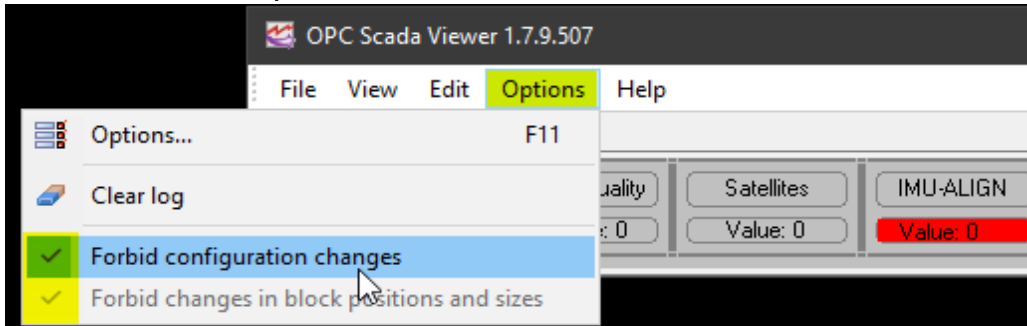 OPC Scada Viewer 1.7.9.507
File View Edit Options Help
Options... F11
Clear log
Forbid configuration changes
Forbid changes in block positions and sizes
uality Satellites IMU-ALIGN
: 0 Value: 0 Value: 0